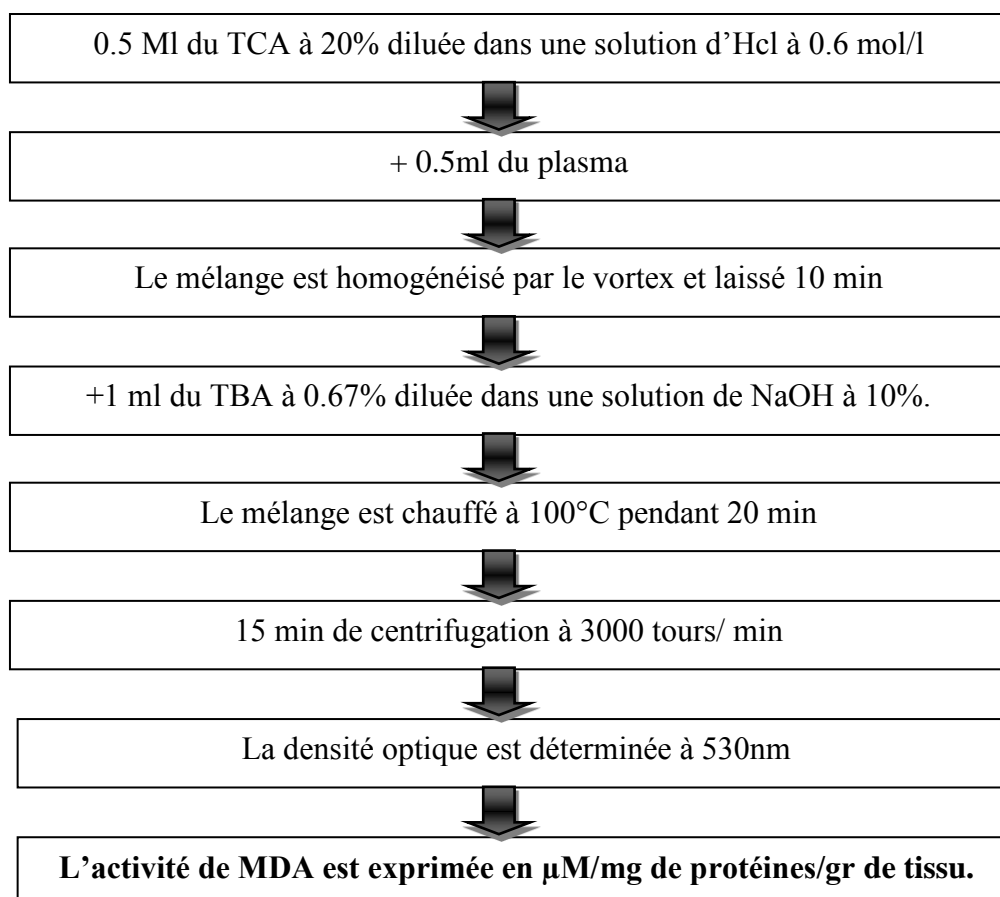 0.5 Ml du TCA à 20% diluée dans une solution d’Hcl à 0.6 mol/l
+ 0.5ml du plasma
Le mélange est homogénéisé par le vortex et laissé 10 min
+1 ml du TBA à 0.67% diluée dans une solution de NaOH à 10%.
Le mélange est chauffé à 100°C pendant 20 min
15 min de centrifugation à 3000 tours/ min
La densité optique est déterminée à 530nm
L’activité de MDA est exprimée en µM/mg de protéines/gr de tissu.